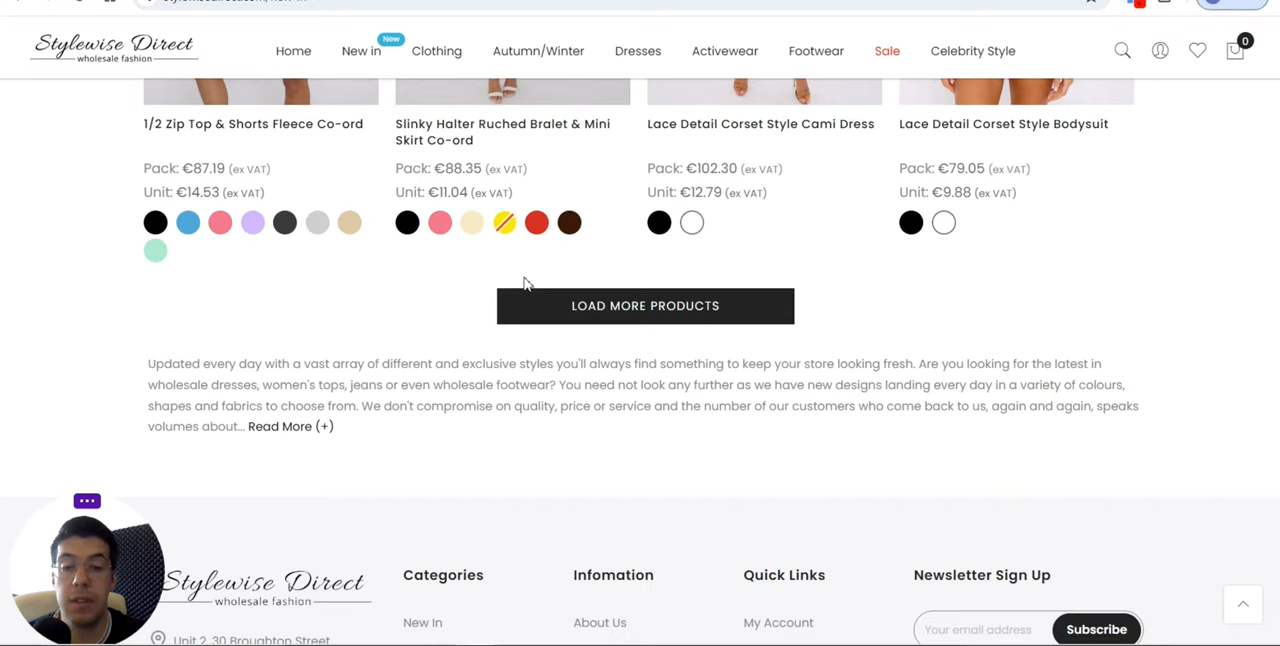 Stylewise Direct
wholesale fashion
Home
New in
New
Clothing
Autumn/Winter
Dresses
Activewear
Footwear
Sale
Celebrity Style
0
1/2 Zip Top & Shorts Fleece Co-ord
Pack: €87.19 (ex VAT)
Unit: €14.53 (ex VAT)
Slinky Halter Ruched Bralet & Mini
Skirt Co-ord
Pack: €88.35 (ex VAT)
Unit: €11.04 (ex VAT)
Lace Detail Corset Style Cami Dress
Pack: €102.30 (ex VAT)
Unit: €12.79 (ex VAT)
Lace Detail Corset Style Bodysuit
Pack: €79.05 (ex VAT)
Unit: €9.88 (ex VAT)
LOAD MORE PRODUCTS
Updated every day with a vast array of different and exclusive styles you'll always find something to keep your store looking fresh. Are you looking for the latest in
wholesale dresses, women's tops, jeans or even wholesale footwear? You need not look any further as we have new designs landing every day in a variety of colours,
shapes and fabrics to choose from. We don't compromise on quality, price or service and the number of our customers who come back to us, again and again, speaks
volumes about... Read More (+)
Stylewise Direct
wholesale fashion
Unit 2, 30 Broughton Street
Categories
New In
Infomation
About Us
Quick Links
My Account
Newsletter Sign Up
Your email address
Subscribe